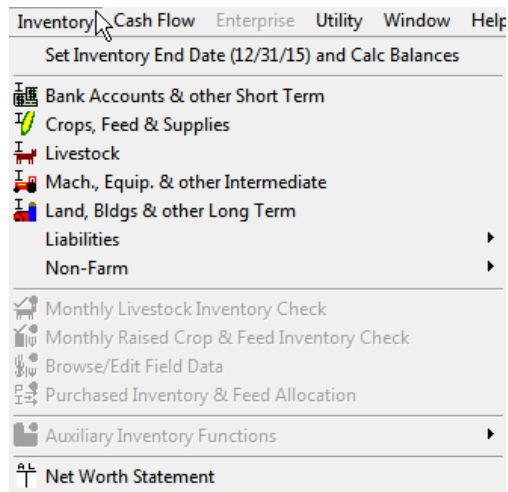 Inventory Cash Flow Enterprise Utility Window Help
Set Inventory End Date (12/31/15) and Calc Balances
Bank Accounts & other Short Term
Crops, Feed & Supplies
Livestock
Mach., Equip. & other Intermediate
Land, Bldgs & other Long Term
Liabilities
Non-Farm
Monthly Livestock Inventory Check
Monthly Raised Crop & Feed Inventory Check
Browse/Edit Field Data
Purchased Inventory & Feed Allocation
Auxiliary Inventory Functions
Net Worth Statement